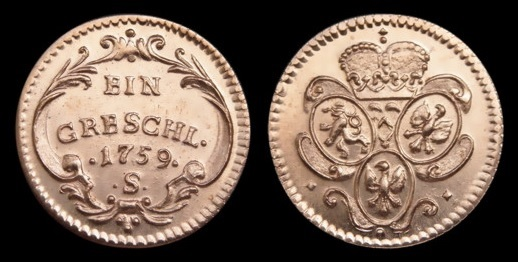 EIN
GRESCHL.
.1759.
.S.